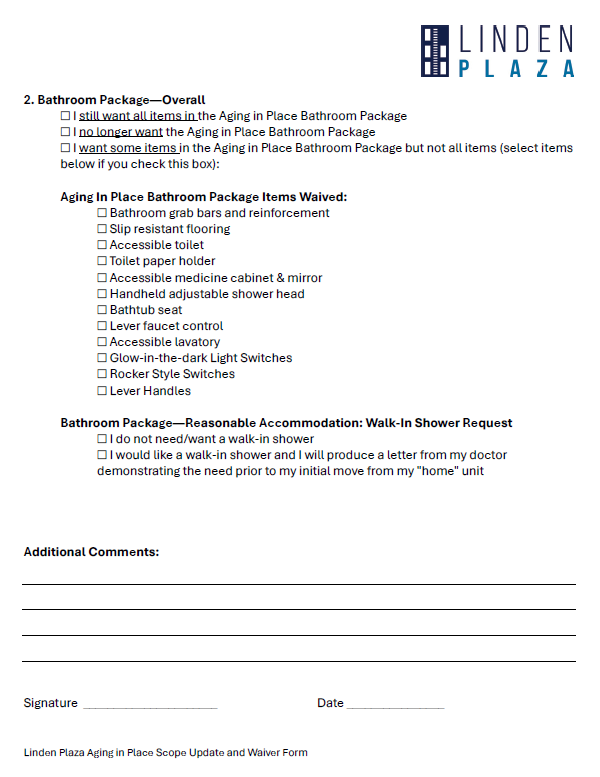 LINDEN
PLAZA
2. Bathroom Package—Overall
☐ I still want all items in the Aging in Place Bathroom Package
☐ I no longer want the Aging in Place Bathroom Package
☐ I want some items in the Aging in Place Bathroom Package but not all items (select items
below if you check this box):
Aging In Place Bathroom Package Items Waived:
☐ Bathroom grab bars and reinforcement
☐ Slip resistant flooring
☐ Accessible toilet
☐ Toilet paper holder
☐ Accessible medicine cabinet & mirror
☐ Handheld adjustable shower head
☐ Bathtub seat
☐ Lever faucet control
☐ Accessible lavatory
☐ Glow-in-the-dark Light Switches
☐ Rocker Style Switches
☐ Lever Handles
Bathroom Package—Reasonable Accommodation: Walk-In Shower Request
☐ I do not need/want a walk-in shower
☐ I would like a walk-in shower and I will produce a letter from my doctor
demonstrating the need prior to my initial move from my "home" unit
Additional Comments:
Signature ____________________ Date _______________
Linden Plaza Aging in Place Scope Update and Waiver Form